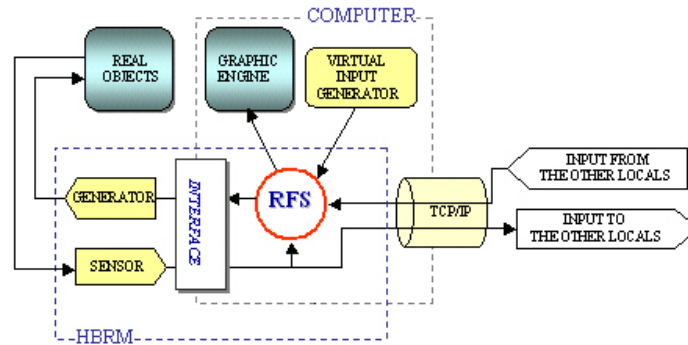 COMPUTER
REAL
OBJECTS
GRAPHIC
ENGINE
VIRTUAL
INPUT
GENERATOR
GENERATOR
INTERFACE
RFS
TCP/IP
INPUT FROM
THE OTHER LOCALS
INPUT TO
THE OTHER LOCALS
SENSOR
HBRM